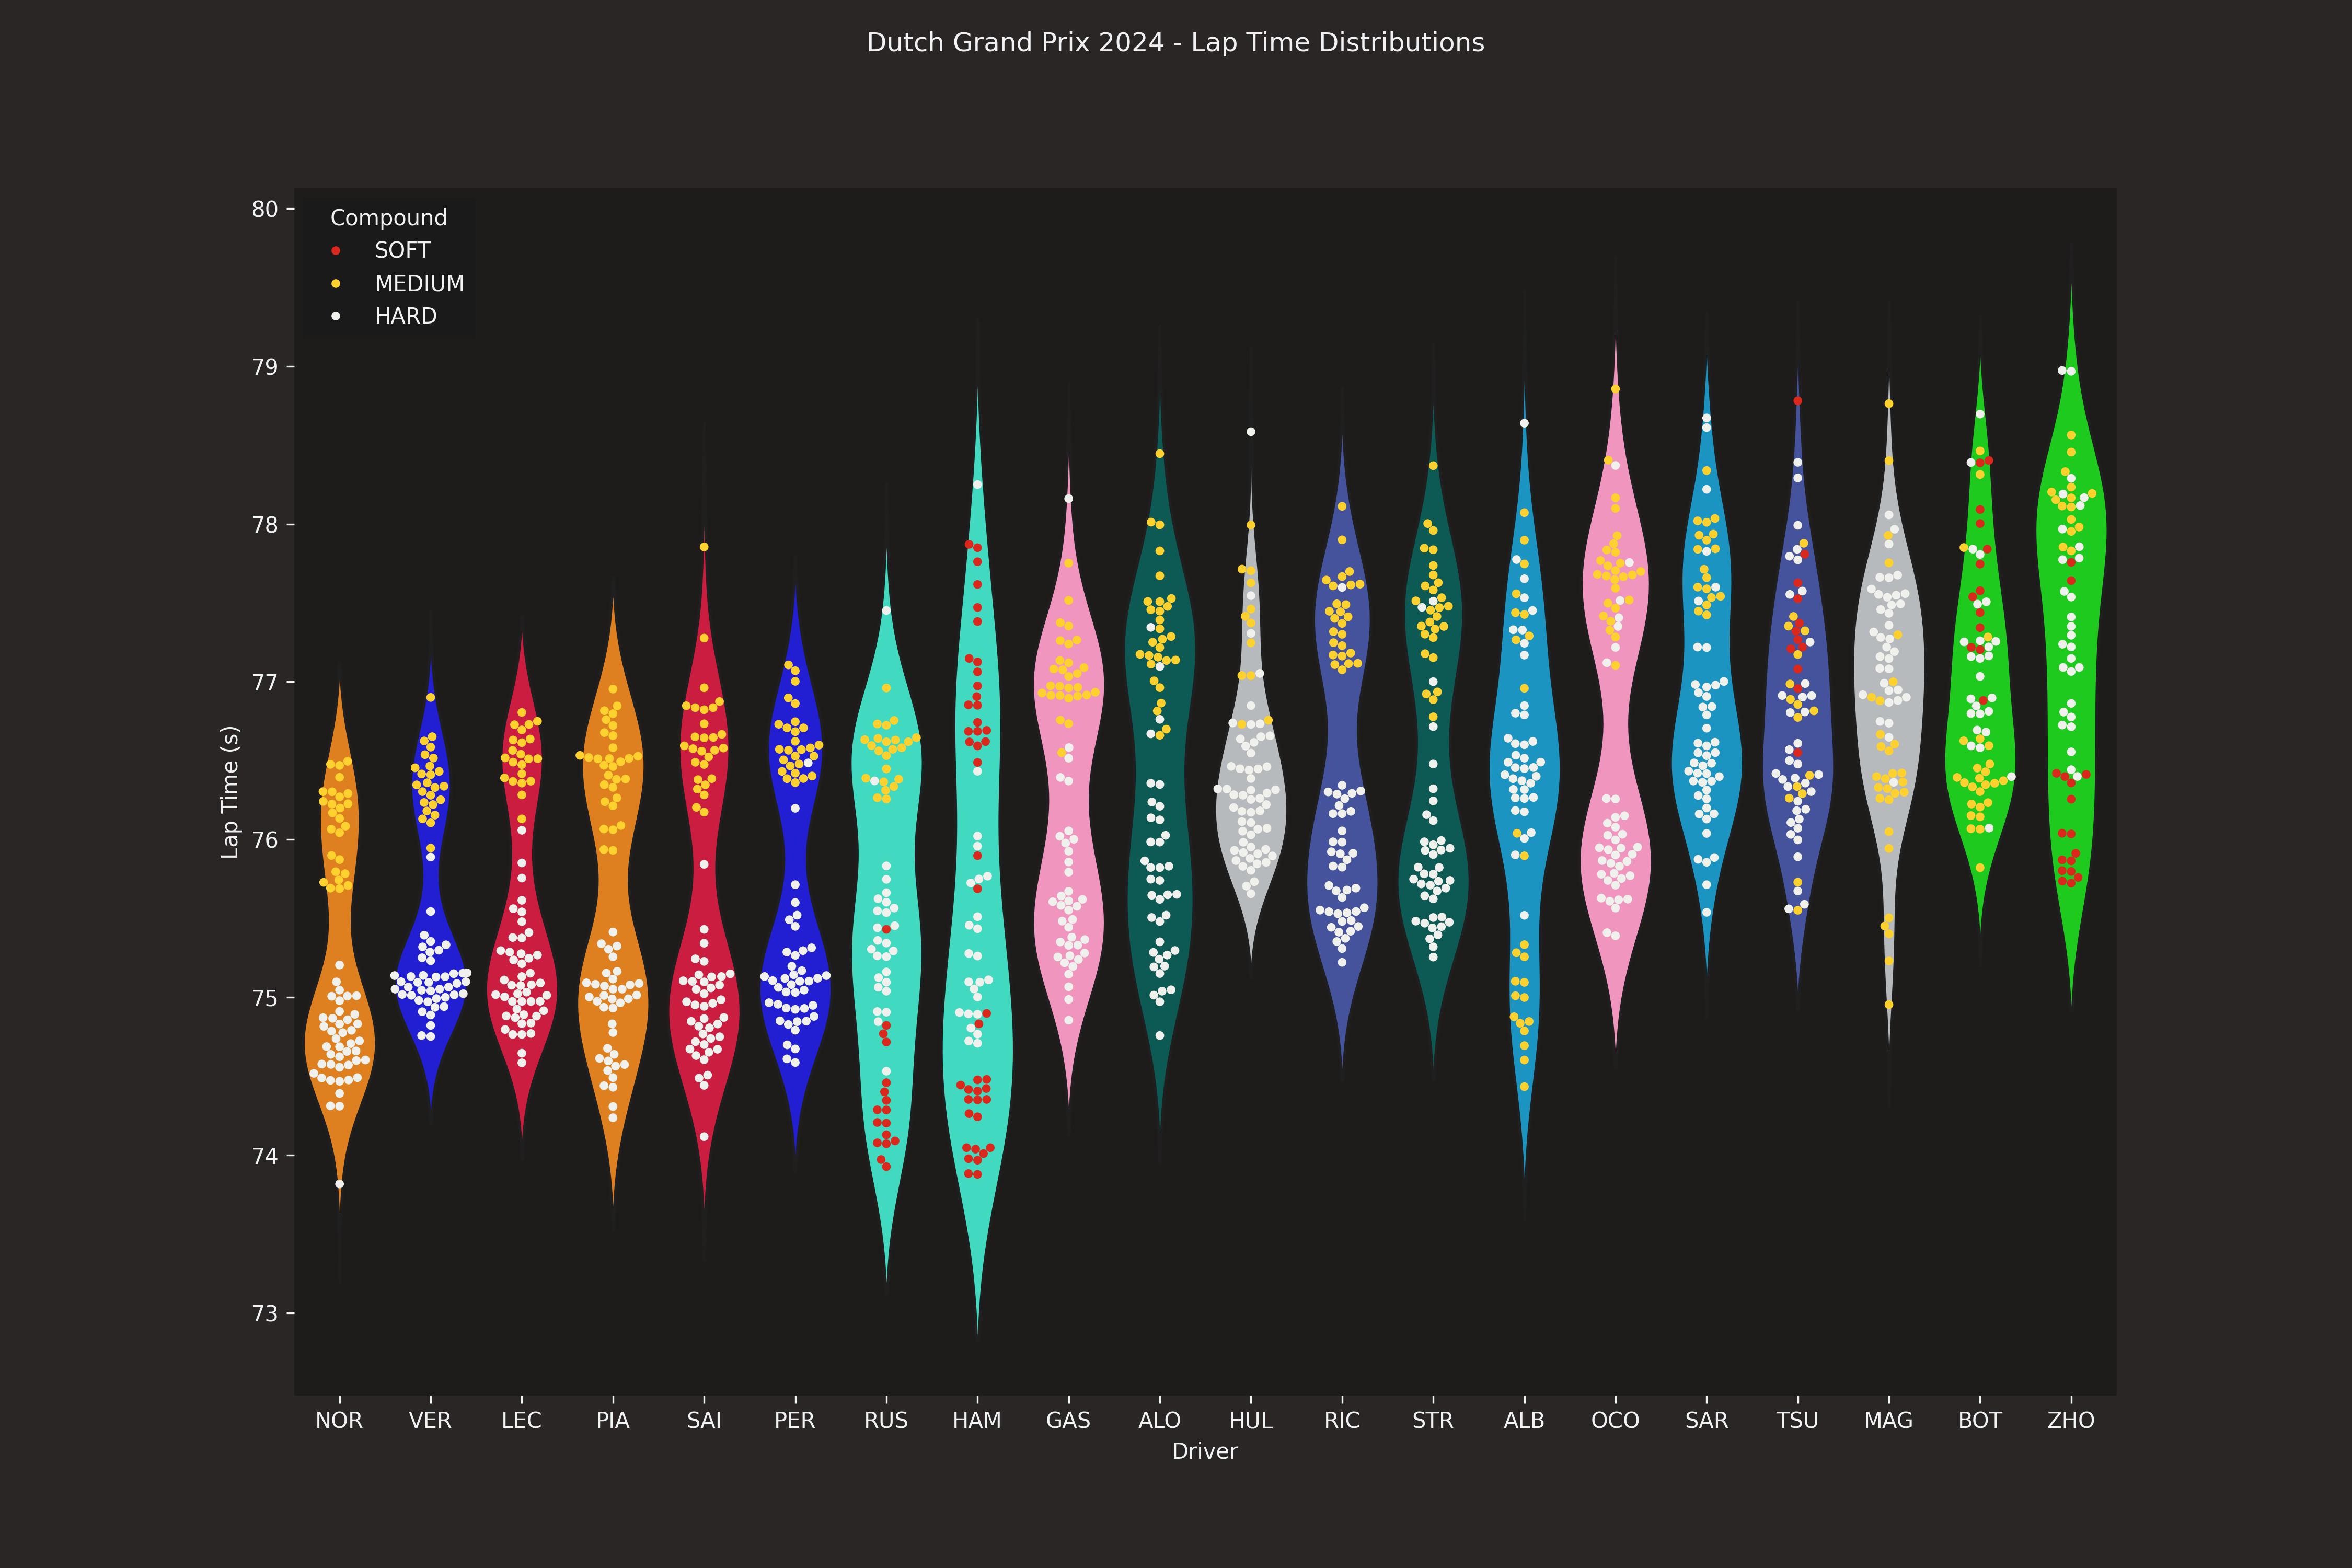 Dutch Grand Prix 2024 - Lap Time Distributions
Compound
SOFT
MEDIUM
HARD
80
79
78
77
76
75
74
73
Lap Time (s)
NOR VER LEC PIA SAI PER RUS HAM GAS ALO HUL RIC STR ALB OCO SAR TSU MAG BOT ZHO
Driver